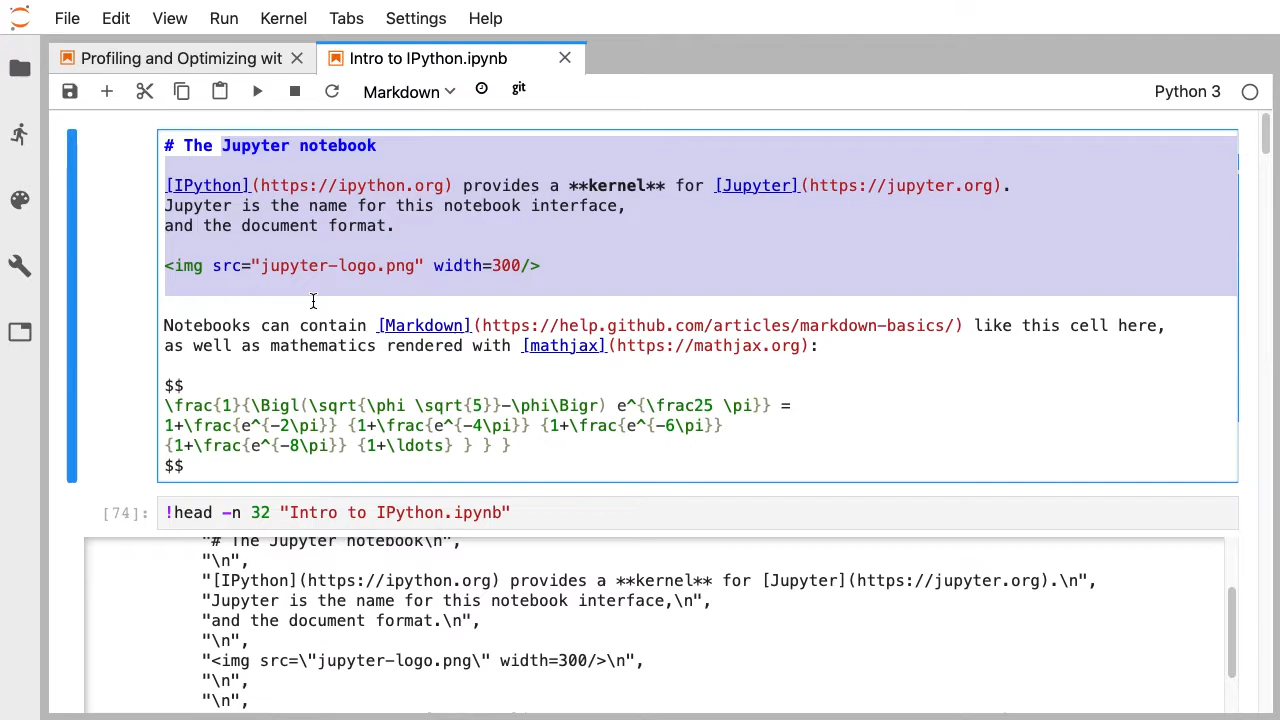 File Edit View Run Kernel Tabs Settings Help
Profiling and Optimizing wit Intro to IPython.ipynb
Markdown git Python 3
# The Jupyter notebook
[IPython](https://ipython.org) provides a **kernel** for [Jupyter](https://jupyter.org).
Jupyter is the name for this notebook interface,
and the document format.
<img src="jupyter-logo.png" width=300/>
Notebooks can contain [Markdown](https://help.github.com/articles/markdown-basics/) like this cell here,
as well as mathematics rendered with [mathjax](https://mathjax.org):
$$
\frac{1}{\Bigl(\sqrt{\phi \sqrt{5}}-\phi\Bigr) e^{\frac25 \pi}} =
1+\frac{e^{-2\pi}} {1+\frac{e^{-4\pi}} {1+\frac{e^{-6\pi}}
{1+\frac{e^{-8\pi}} {1+\ldots} } } }
$$
[74]: !head -n 32 "Intro to IPython.ipynb"
"# The Jupyter notebook\n",
"\n",
"[IPython](https://ipython.org) provides a **kernel** for [Jupyter](https://jupyter.org).\n",
"Jupyter is the name for this notebook interface,\n",
"and the document format.\n",
"\n",
"<img src=\"jupyter-logo.png\" width=300/>\n",
"\n",
"\n",